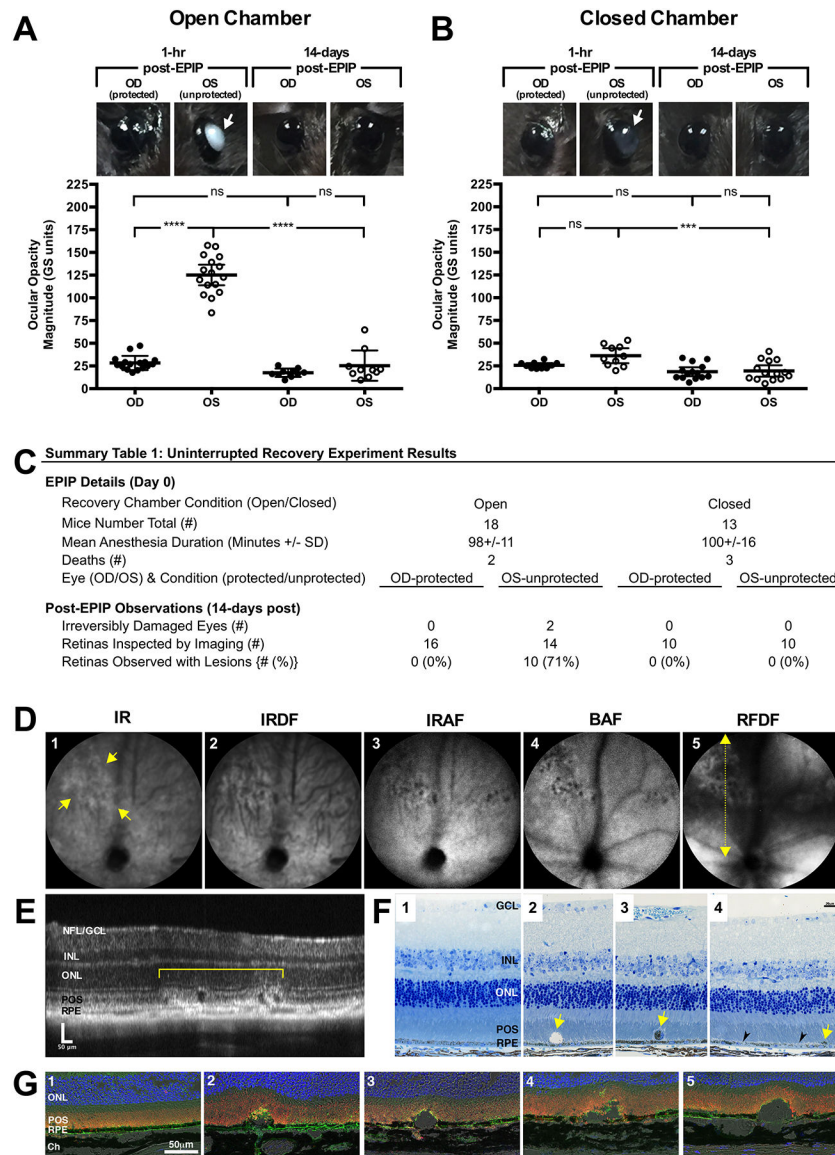 A
Open Chamber
1-hr
post-EPIP
14-days
post-EPIP
OD
(protected)
OS
(unprotected)
OD
OS
Ocular Opacity
Magnitude (GS units)
225
200
175
150
125
100
75
50
25
0
ns
ns
****
****
OD
OS
OD
OS
B
Closed Chamber
1-hr
post-EPIP
14-days
post-EPIP
OD
(protected)
OS
(unprotected)
OD
OS
Ocular Opacity
Magnitude (GS units)
225
200
175
150
125
100
75
50
25
0
ns
ns
ns
***
OD
OS
OD
OS
C
Summary Table 1: Uninterrupted Recovery Experiment Results
EPIP Details (Day 0)
Recovery Chamber Condition (Open/Closed) Open Closed
Mice Number Total (#) 18 13
Mean Anesthesia Duration (Minutes +/- SD) 98+/-11 100+/-16
Deaths (#) 2 3
Eye (OD/OS) & Condition (protected/unprotected) OD-protected OS-unprotected OD-protected OS-unprotected
Post-EPIP Observations (14-days post)
Irreversibly Damaged Eyes (#) 0 2 0 0
Retinas Inspected by Imaging (#) 16 14 10 10
Retinas Observed with Lesions {# (%)} 0 (0%) 10 (71%) 0 (0%) 0 (0%)
D
IR
IRDF
IRAF
BAF
RFDF
1
2
3
4
5
E
NFL/GCL
INL
ONL
POS
RPE
50 µm
F
1
2
3
4
GCL
INL
ONL
POS
RPE
G
1
2
3
4
5
ONL
POS
RPE
Ch
50µm